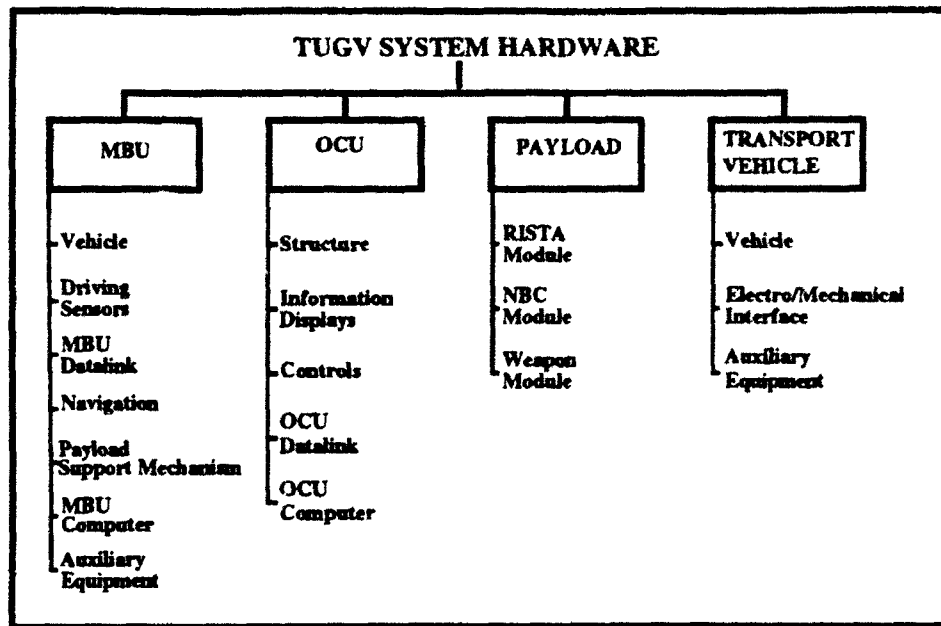 TUGV SYSTEM HARDWARE
MBU
Vehicle
Driving
Sensors
MBU
Datalink
Navigation
Payload
Support Mechanism
MBU
Computer
Auxiliary
Equipment
OCU
Structure
Information
Displays
Controls
OCU
Datalink
OCU
Computer
PAYLOAD
RISTA
Module
NBC
Module
Weapon
Module
TRANSPORT
VEHICLE
Vehicle
Electro/Mechanical
Interface
Auxiliary
Equipment